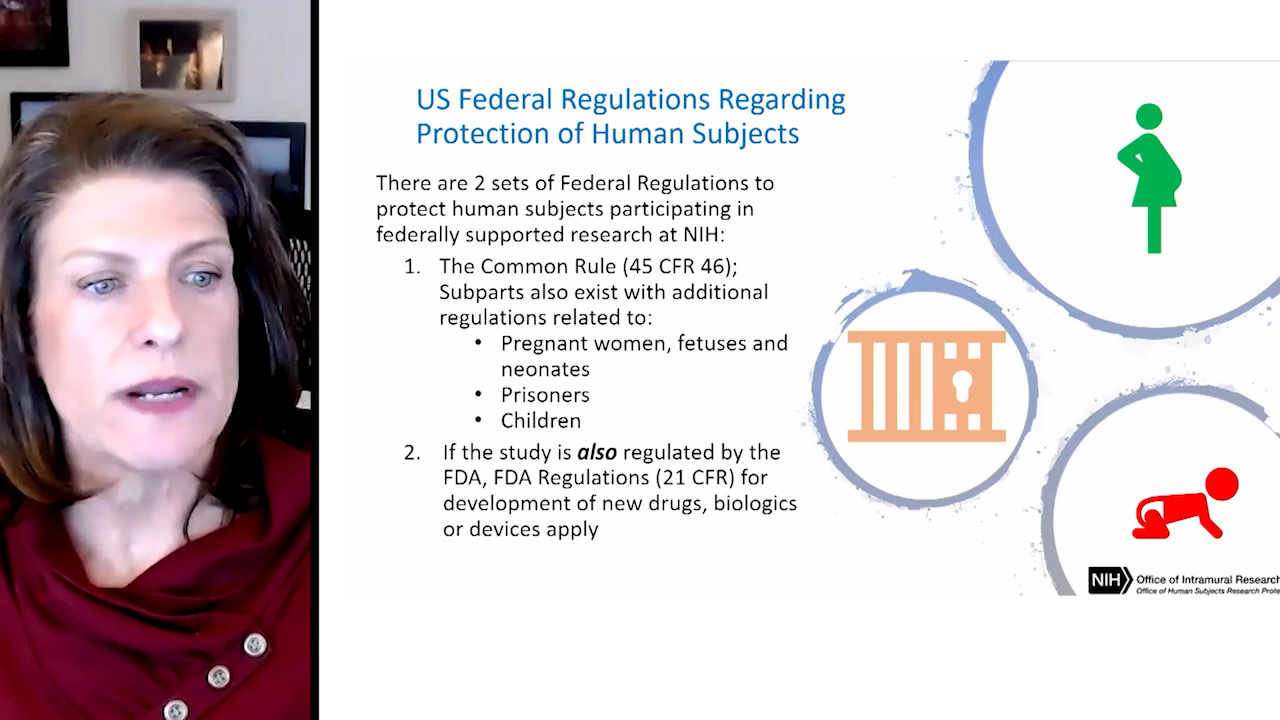 US Federal Regulations Regarding
Protection of Human Subjects
There are 2 sets of Federal Regulations to
protect human subjects participating in
federally supported research at NIH:
1. The Common Rule (45 CFR 46);
Subparts also exist with additional
regulations related to:
• Pregnant women, fetuses and
neonates
• Prisoners
• Children
2. If the study is also regulated by the
FDA, FDA Regulations (21 CFR) for
development of new drugs, biologics
or devices apply
NIH Office of Intramural Research
Office of Human Subjects Research